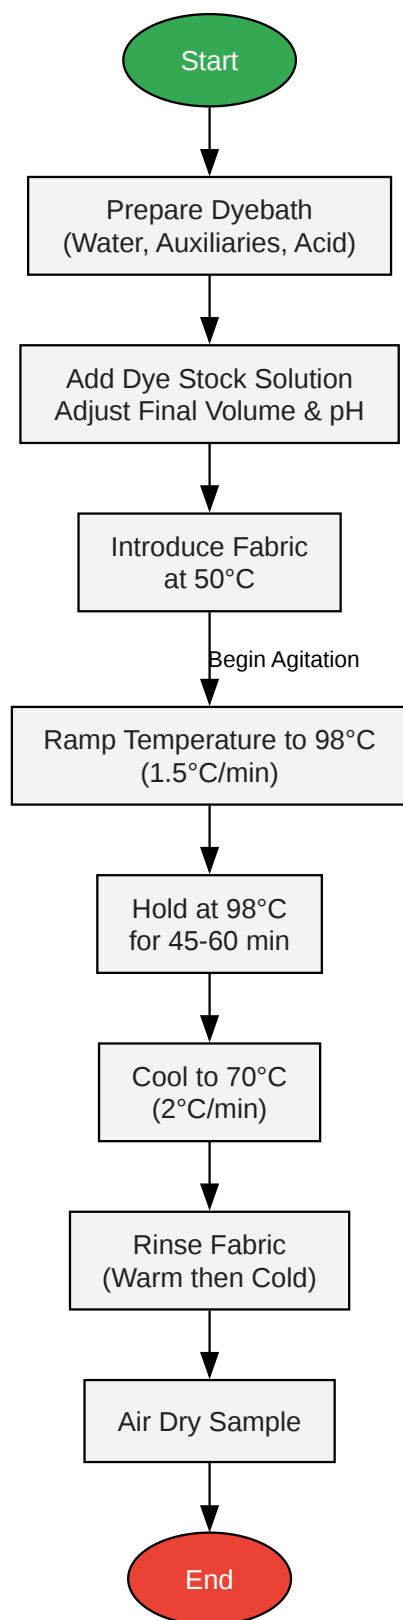 Start
Prepare Dyebath
(Water, Auxiliaries, Acid)
Add Dye Stock Solution
Adjust Final Volume & pH
Introduce Fabric
at 50°C
Begin Agitation
Ramp Temperature to 98°C
(1.5°C/min)
Hold at 98°C
for 45-60 min
Cool to 70°C
(2°C/min)
Rinse Fabric
(Warm then Cold)
Air Dry Sample
End